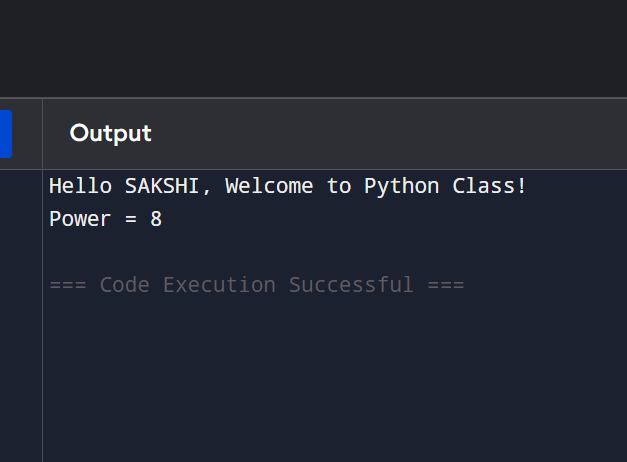 Output
Hello SAKSHI, Welcome to Python Class!
Power = 8
=== Code Execution Successful ===